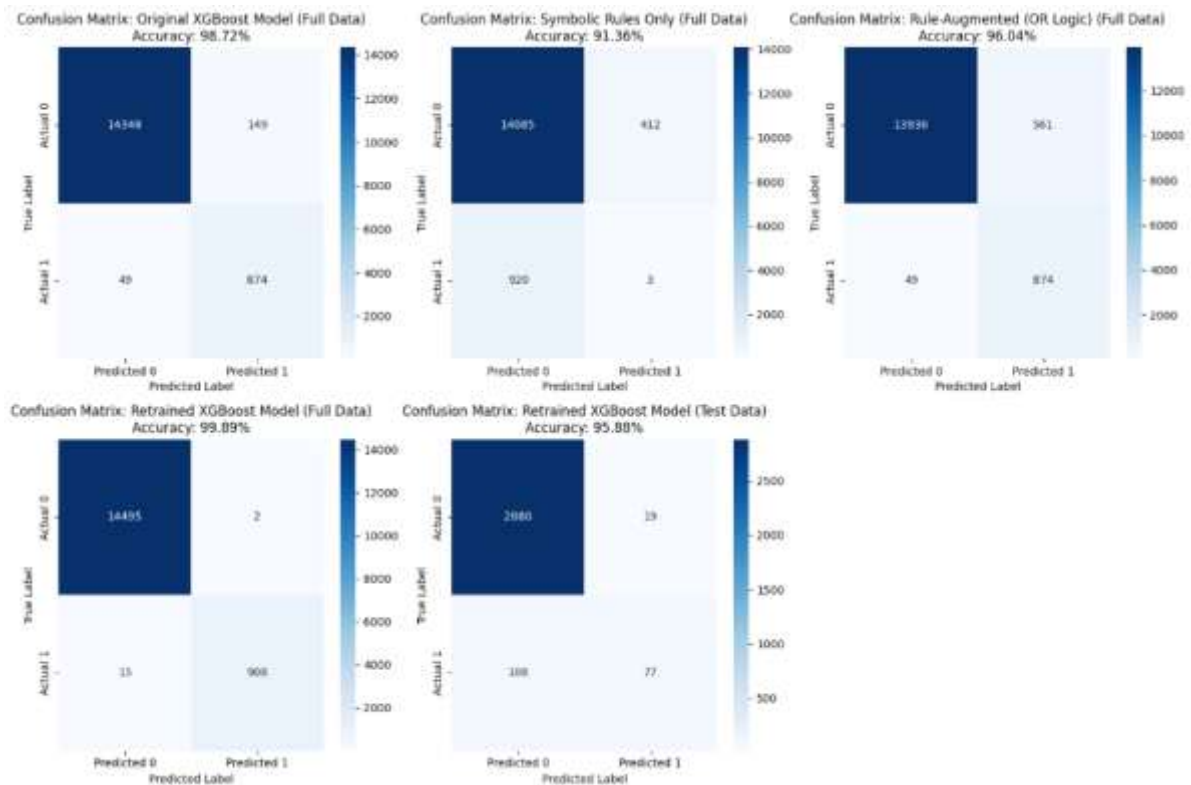 Confusion Matrix: Original XGBoost Model (Full Data)
Accuracy: 98.72%
True Label
Actual 0
Actual 1
14348
149
49
874
Predicted 0
Predicted 1
Predicted Label
14000
12000
10000
8000
6000
4000
2000
Confusion Matrix: Symbolic Rules Only (Full Data)
Accuracy: 91.36%
True Label
Actual 0
Actual 1
14085
412
920
3
Predicted 0
Predicted 1
Predicted Label
14000
12000
10000
8000
6000
4000
2000
Confusion Matrix: Rule-Augmented (OR Logic) (Full Data)
Accuracy: 96.04%
True Label
Actual 0
Actual 1
13936
561
49
874
Predicted 0
Predicted 1
Predicted Label
12000
10000
8000
6000
4000
2000
Confusion Matrix: Retrained XGBoost Model (Full Data)
Accuracy: 99.89%
True Label
Actual 0
Actual 1
14495
2
15
908
Predicted 0
Predicted 1
Predicted Label
14000
12000
10000
8000
6000
4000
2000
Confusion Matrix: Retrained XGBoost Model (Test Data)
Accuracy: 95.88%
True Label
Actual 0
Actual 1
2880
19
108
77
Predicted 0
Predicted 1
Predicted Label
2500
2000
1500
1000
500